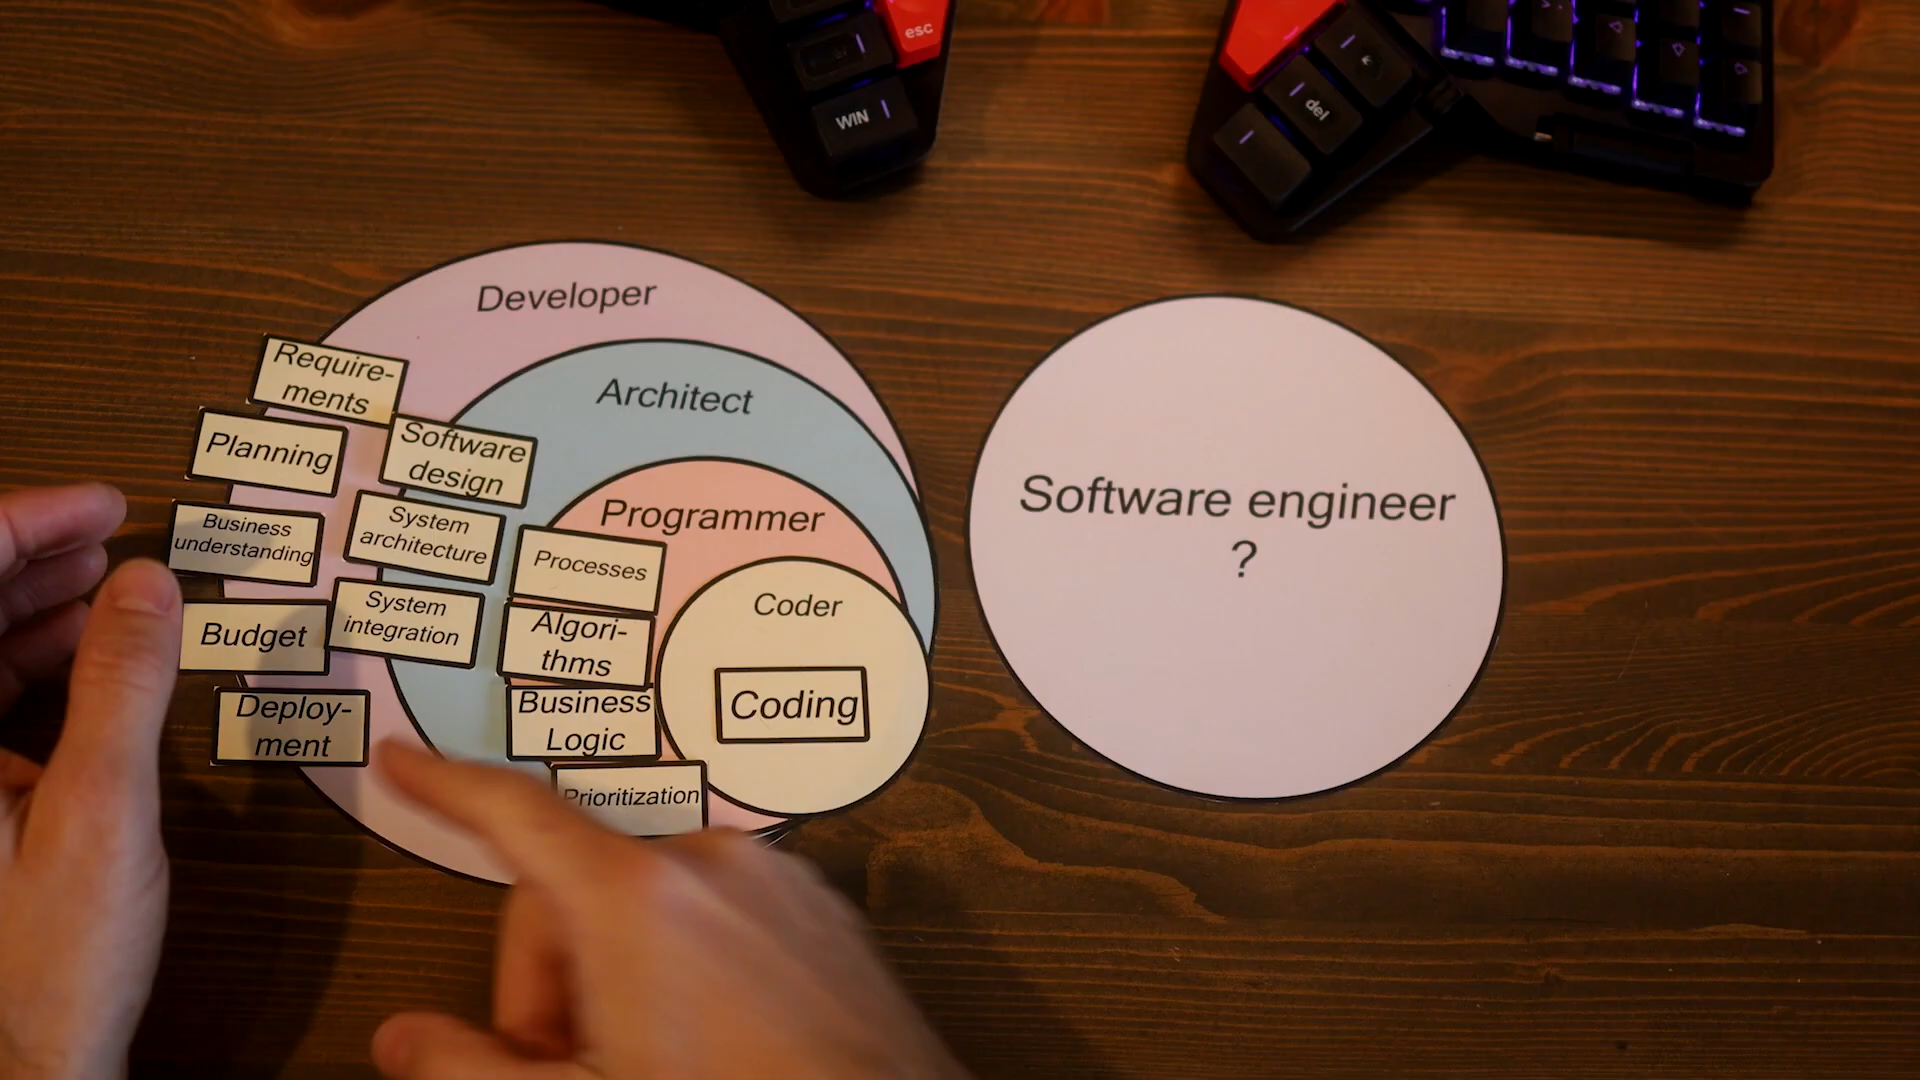 esc
WIN
del
Developer
Architect
Programmer
Coder
Coding
Require-
ments
Planning
Software
design
Business
understanding
System
architecture
Processes
Budget
System
integration
Algori-
thms
Deploy-
ment
Business
Logic
Prioritization
Software engineer
?